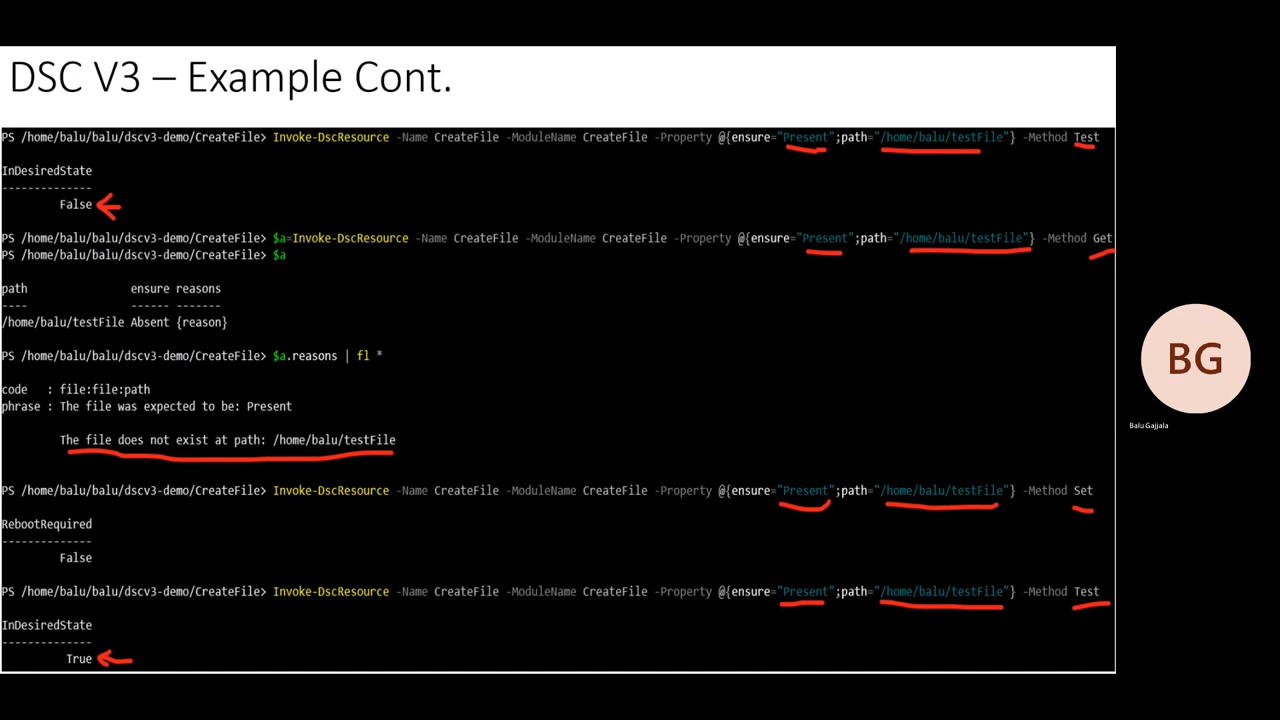 DSC V3 – Example Cont.
PS /home/balu/balu/dscv3-demo/CreateFile> Invoke-DscResource -Name CreateFile -ModuleName CreateFile -Property @{ensure="Present";path="/home/balu/testFile"} -Method Test
InDesiredState
--------------
False
PS /home/balu/balu/dscv3-demo/CreateFile> $a=Invoke-DscResource -Name CreateFile -ModuleName CreateFile -Property @{ensure="Present";path="/home/balu/testFile"} -Method Get
PS /home/balu/balu/dscv3-demo/CreateFile> $a
path ensure reasons
---- ------ -------
/home/balu/testFile Absent {reason}
PS /home/balu/balu/dscv3-demo/CreateFile> $a.reasons | fl *
code : file:file:path
phrase : The file was expected to be: Present
The file does not exist at path: /home/balu/testFile
PS /home/balu/balu/dscv3-demo/CreateFile> Invoke-DscResource -Name CreateFile -ModuleName CreateFile -Property @{ensure="Present";path="/home/balu/testFile"} -Method Set
RebootRequired
--------------
False
PS /home/balu/balu/dscv3-demo/CreateFile> Invoke-DscResource -Name CreateFile -ModuleName CreateFile -Property @{ensure="Present";path="/home/balu/testFile"} -Method Test
InDesiredState
--------------
True
BG
Balu Gajjala